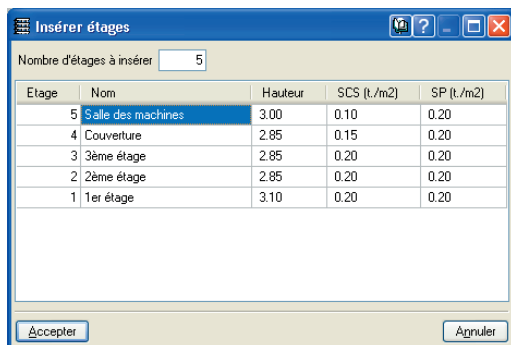 Insérer étages
Nombre d'étages à insérer 5
Etage Nom Hauteur SCS (t./m2) SP (t./m2)
5 Salle des machines 3.00 0.10 0.20
4 Couverture 2.85 0.15 0.20
3 3ème étage 2.85 0.20 0.20
2 2ème étage 2.85 0.20 0.20
1 1er étage 3.10 0.20 0.20
Accepter Annuler